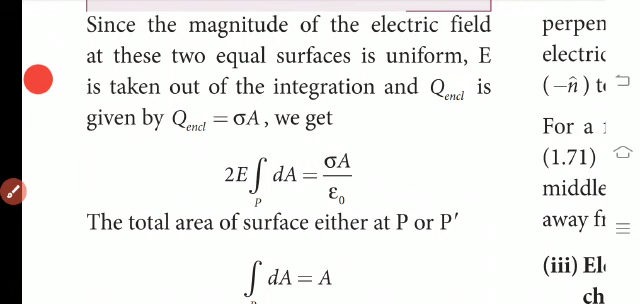 Since the magnitude of the electric field
at these two equal surfaces is uniform, E
is taken out of the integration and Q_encl is
given by Q_encl = σA, we get
2E∫_P dA = σA/ε₀
The total area of surface either at P or P′
∫ dA = A
perpen
electric
(−n̂) t
For a
(1.71)
middle
away fr
(iii) El
ch